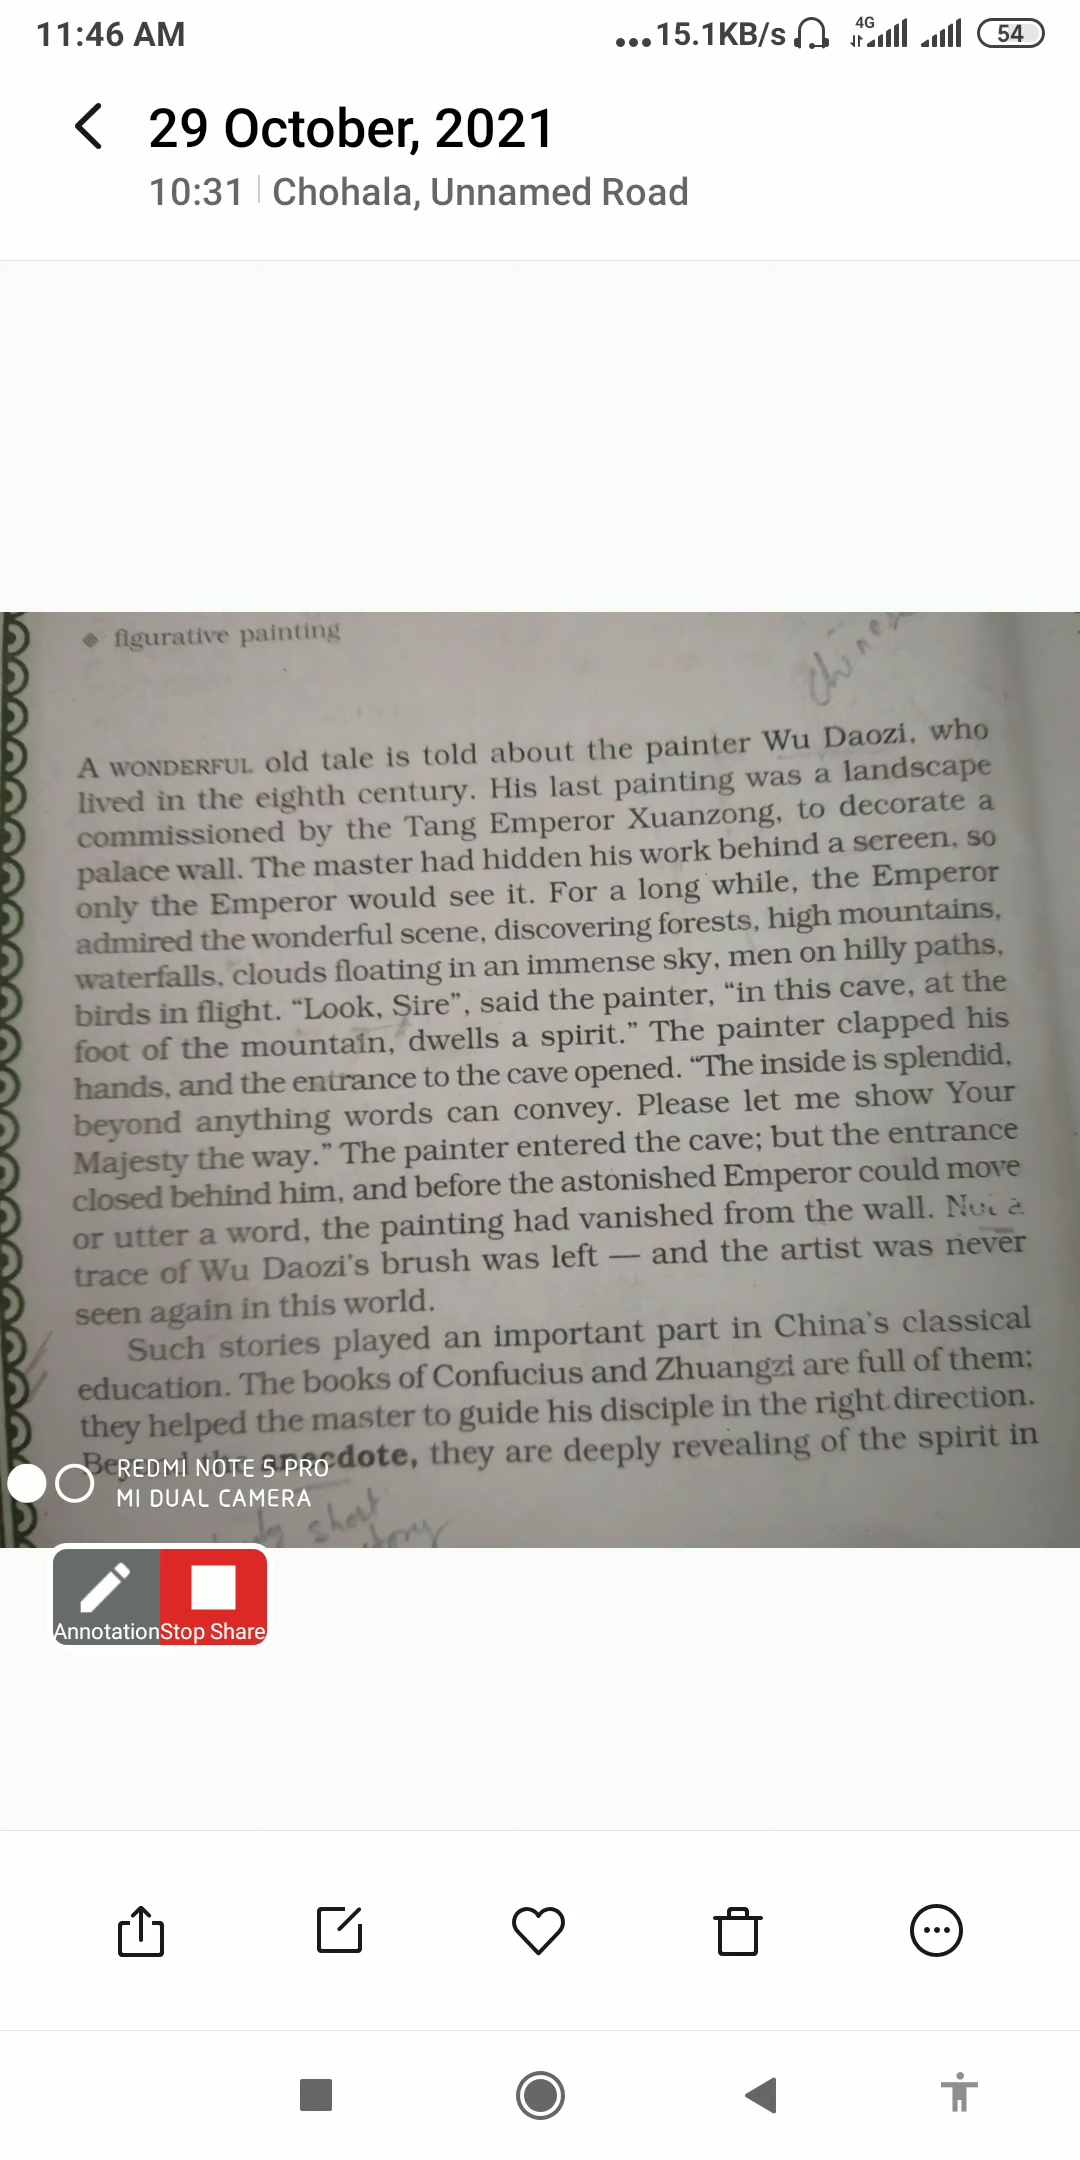 11:46 AM
...15.1KB/s 4G 54
29 October, 2021
10:31 | Chohala, Unnamed Road
figurative painting
A WONDERFUL old tale is told about the painter Wu Daozi, who
lived in the eighth century. His last painting was a landscape
commissioned by the Tang Emperor Xuanzong, to decorate a
palace wall. The master had hidden his work behind a screen, so
only the Emperor would see it. For a long while, the Emperor
admired the wonderful scene, discovering forests, high mountains,
waterfalls, clouds floating in an immense sky, men on hilly paths,
birds in flight. “Look, Sire”, said the painter, “in this cave, at the
foot of the mountain, dwells a spirit.” The painter clapped his
hands, and the entrance to the cave opened. “The inside is splendid,
beyond anything words can convey. Please let me show Your
Majesty the way.” The painter entered the cave; but the entrance
closed behind him, and before the astonished Emperor could move
or utter a word, the painting had vanished from the wall. Not a
trace of Wu Daozi's brush was left — and the artist was never
seen again in this world.
Such stories played an important part in China's classical
education. The books of Confucius and Zhuangzi are full of them;
they helped the master to guide his disciple in the right direction.
anecdote, they are deeply revealing of the spirit in
REDMI NOTE 5 PRO
MI DUAL CAMERA
short
story
Annotation Stop Share